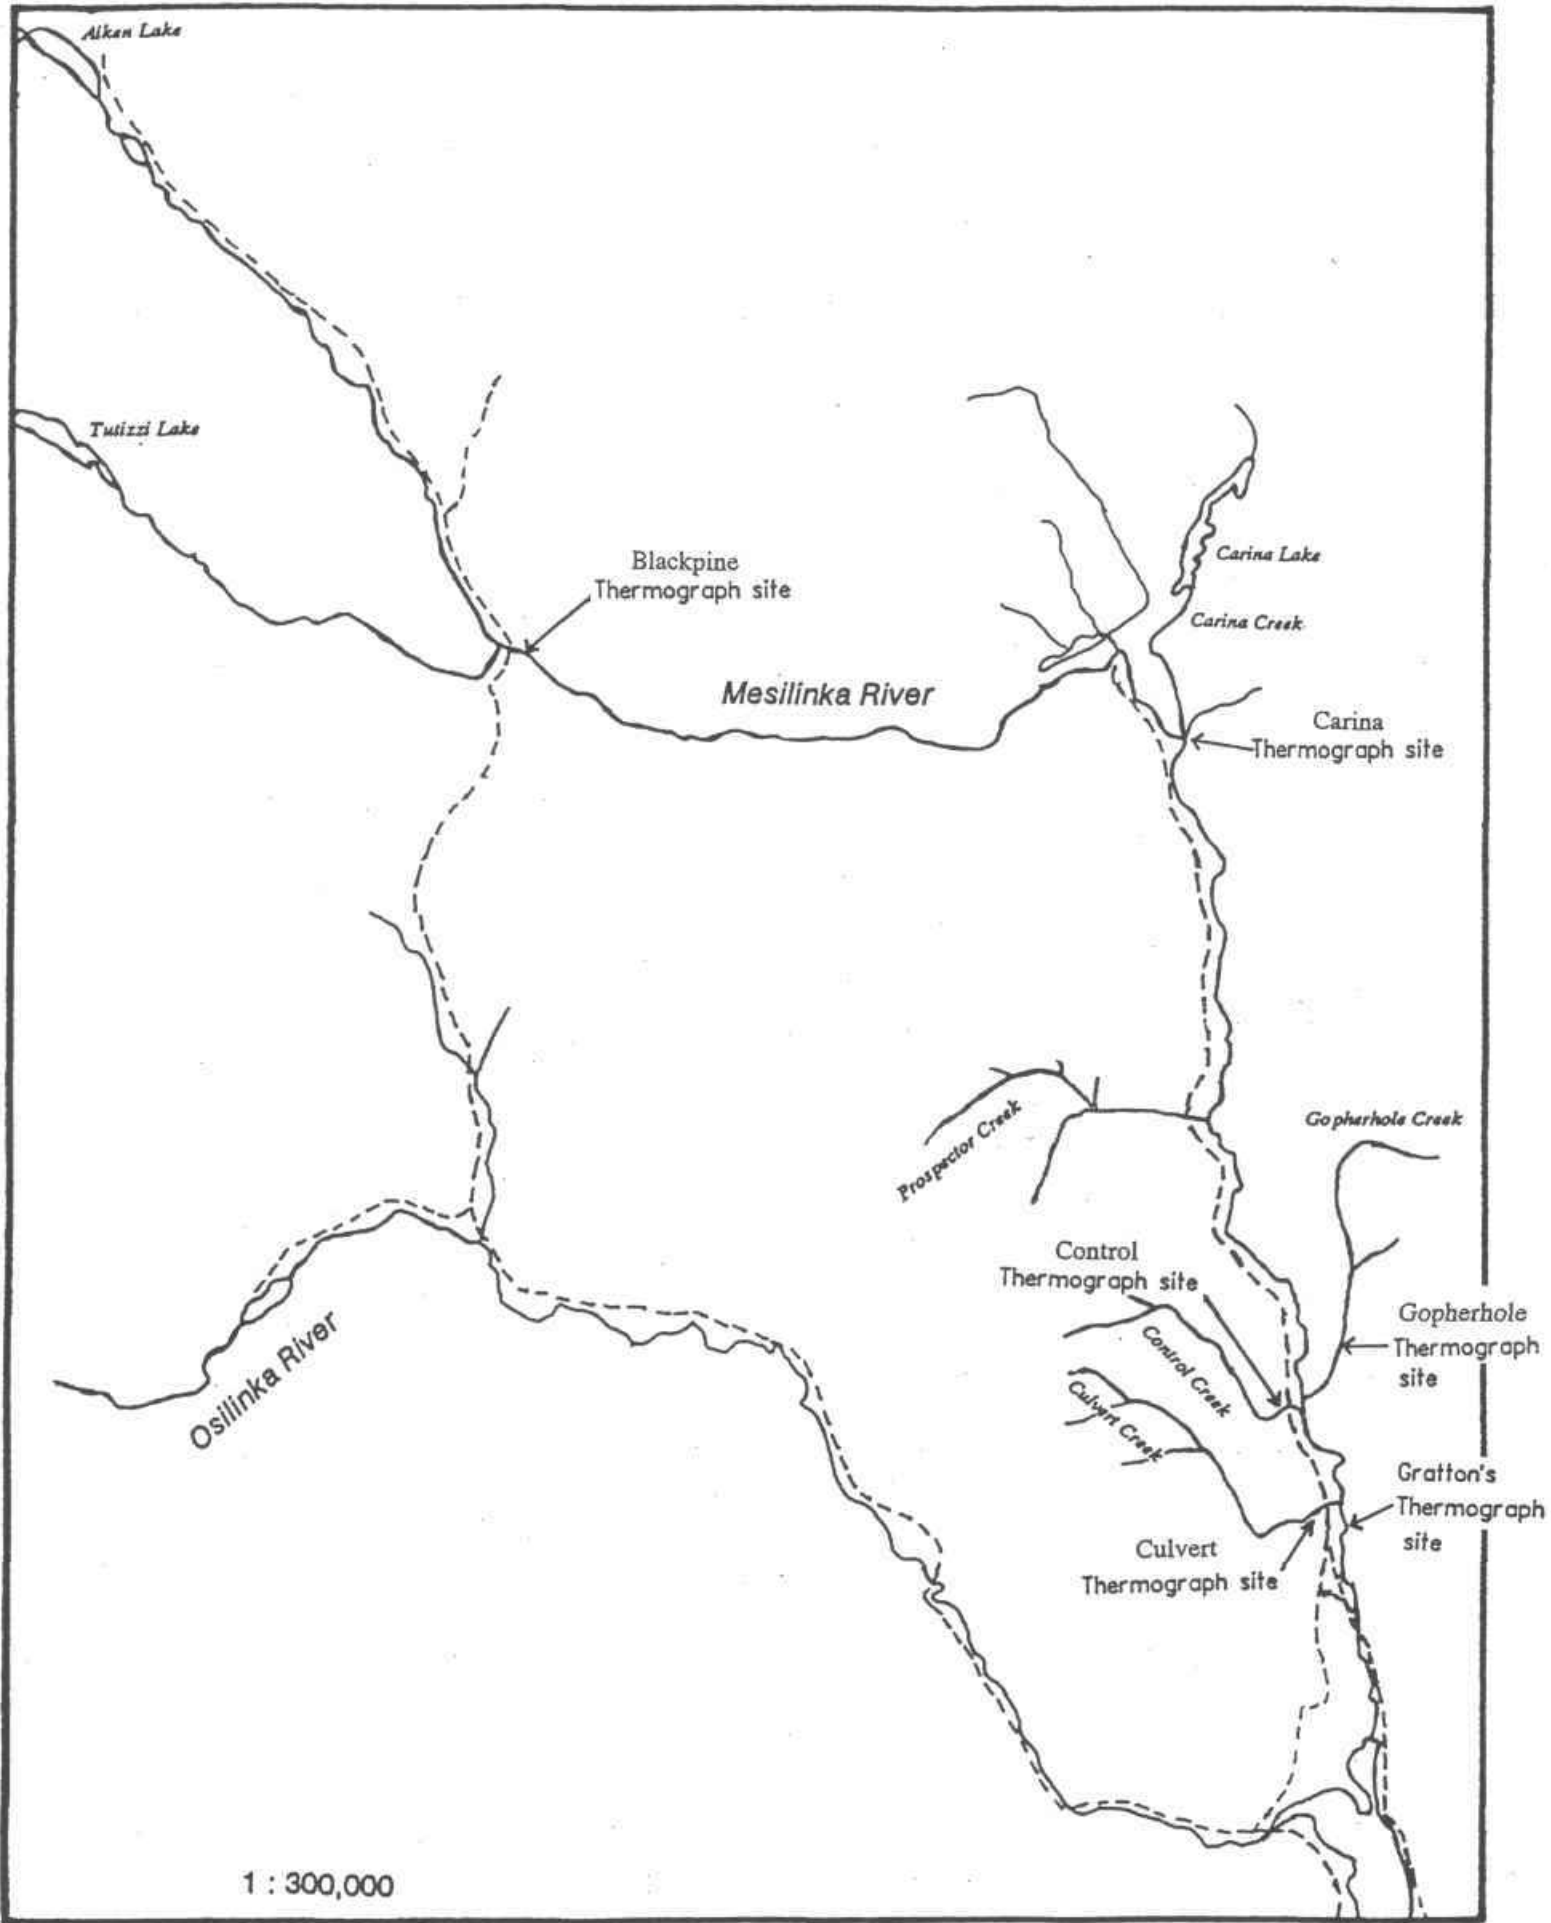 Aiken Lake
Tutizzi Lake
Blackpine
Thermograph site
Carina Lake
Carina Creek
Mesilinka River
Carina
Thermograph site
Prospector Creek
Gopherhole Creek
Control
Thermograph site
Gopherhole
Thermograph
site
Control Creek
Culvert Creek
Osilinka River
Gratton's
Thermograph
site
Culvert
Thermograph site
1 : 300,000